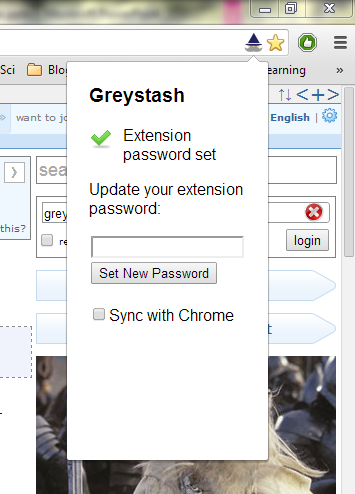 Sci
Blog
earning
»
Greystash
Extension
password set
Update your extension
password:
Set New Password
Sync with Chrome
want to jo
English
<+>
sea
this?
grey
re
login
t